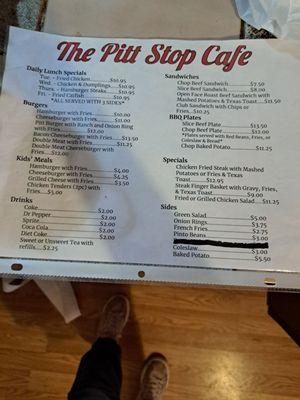 The Pitt Stop Cafe
Daily Lunch Specials
Tue. - Fried Chicken.....$10.95
Wed. - Chicken & Dumplings.....$10.95
Thurs. - Hamburger Steaks.....$10.95
Fri. - Fried Catfish.....$10.95
*ALL SERVED WITH 3 SIDES*
Burgers
Hamburger with Fries.....$10.00
Cheeseburger with Fries.....$11.00
Pitt Burger with Ranch and Onion Ring
with Fries.....$12.00
Bacon Cheeseburger with Fries.....$13.50
Double Meat with Fries.....$11.25
Double Meat Cheeseburger with
Fries.....$12.00
Kids' Meals
Hamburger with Fries.....$4.00
Cheeseburger with Fries.....$4.25
Grilled Cheese with Fries.....$3.50
Chicken Tenders (3pc) with
Fries.....$5.00
Drinks
Coke.....$2.00
Dr Pepper.....$2.00
Sprite.....$2.00
Coca Cola.....$2.00
Diet Coke.....$2.00
Sweet or Unsweet Tea with
refills.....$2.25
Sandwiches
Chop Beef Sandwich.....$7.50
Slice Beef Sandwich.....$8.00
Open Face Roast Beef Sandwich with
Mashed Potatoes & Texas Toast.....$11.50
Club Sandwich with Chips or
Fries.....$10.25
BBQ Plates
Slice Beef Plate.....$13.50
Chop Beef Plate.....$12.00
*Plates served with Red Beans, Fries, or
Coleslaw & Bread*
Chop Baked Potato.....$11.25
Specials
Chicken Fried Steak with Mashed
Potatoes or Fries & Texas
Toast.....$12.95
Steak Finger Basket with Gravy, Fries,
& Texas Toast.....$12.00
Fried or Grilled Chicken Salad.....$11.25
Sides
Green Salad.....$5.00
Onion Rings.....$3.75
French Fries.....$2.75
Pinto Beans.....$3.00
Coleslaw.....$3.00
Baked Potato.....$5.50